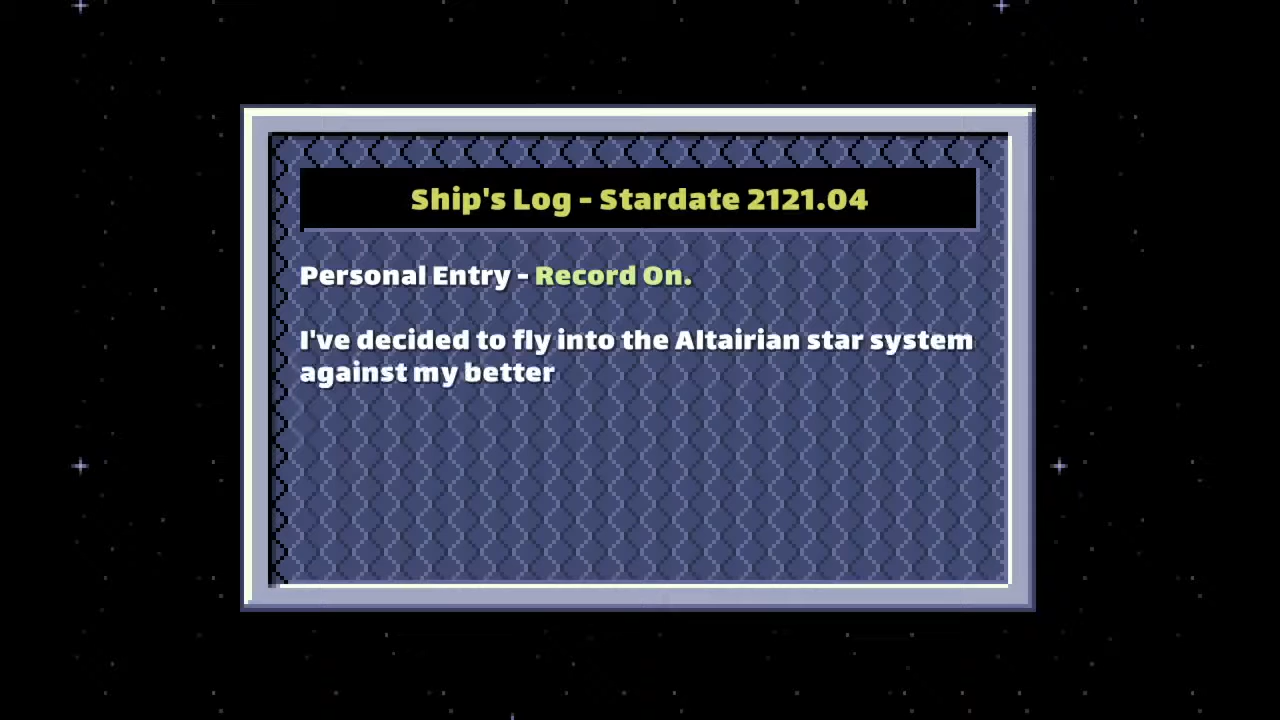 Ship's Log - Stardate 2121.04
Personal Entry - Record On.
I've decided to fly into the Altairian star system
against my better